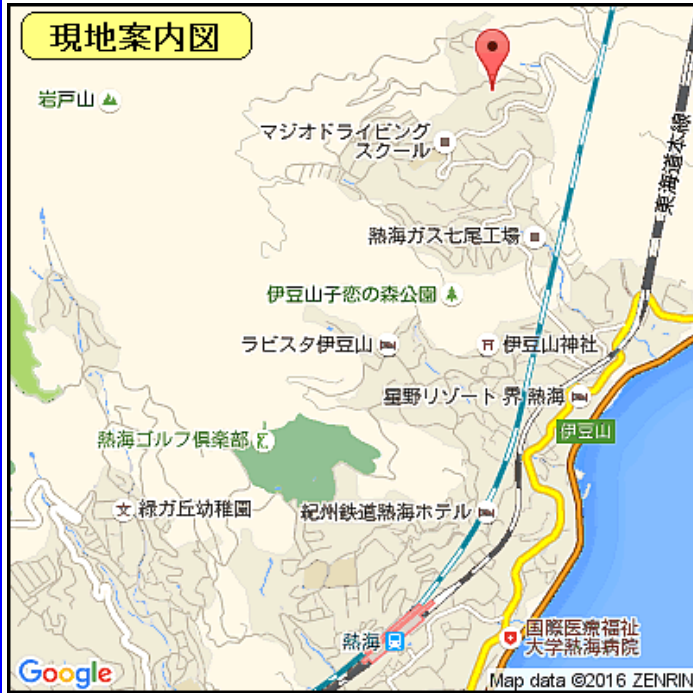 現地案内図
岩戸山
マジオドライビング
スクール
東海道本線
熱海ガス七尾工場
伊豆山子恋の森公園
ラビスタ伊豆山
伊豆山神社
星野リゾート 界 熱海
伊豆山
熱海ゴルフ倶楽部
緑ガ丘幼稚園
紀州鉄道熱海ホテル
熱海
国際医療福祉
大学熱海病院
Google
Map data ©2016 ZENRIN